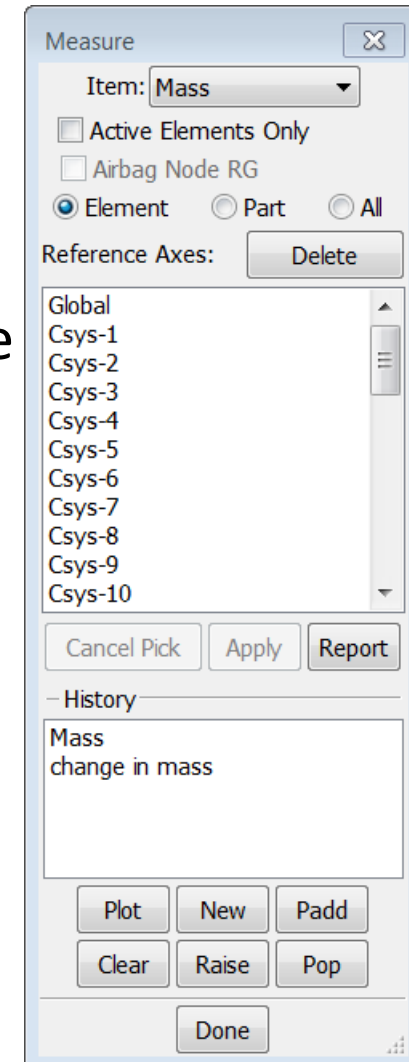 Measure
Item: Mass
Active Elements Only
Airbag Node RG
Element Part All
Reference Axes: Delete
e
Global
Csys-1
Csys-2
Csys-3
Csys-4
Csys-5
Csys-6
Csys-7
Csys-8
Csys-9
Csys-10
Cancel Pick Apply Report
History
Mass
change in mass
Plot New Padd
Clear Raise Pop
Done